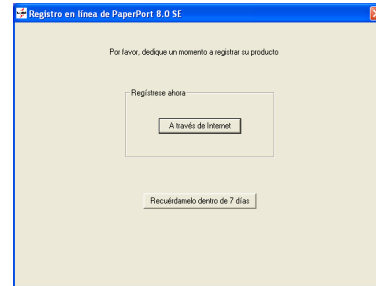 Registro en línea de PaperPort 8.0 SE
Por favor, dedique un momento a registrar su producto
Regístrese ahora
A través de Internet
Recuérdamelo dentro de 7 días